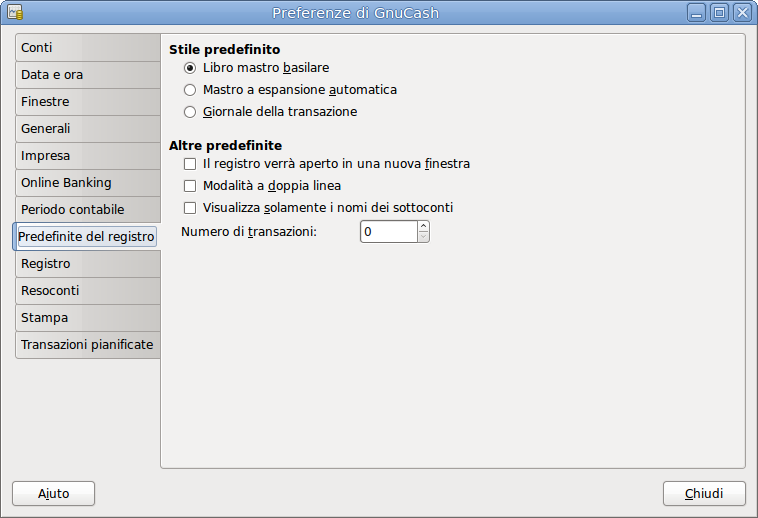 Preferenze di GnuCash
Conti
Data e ora
Finestre
Generali
Impresa
Online Banking
Periodo contabile
Predefinite del registro
Registro
Resoconti
Stampa
Transazioni pianificate
Stile predefinito
Libro mastro basilare
Mastro a espansione automatica
Giornale della transazione
Altre predefinite
Il registro verrà aperto in una nuova finestra
Modalità a doppia linea
Visualizza solamente i nomi dei sottoconti
Numero di transazioni: 0
Aiuto
Chiudi